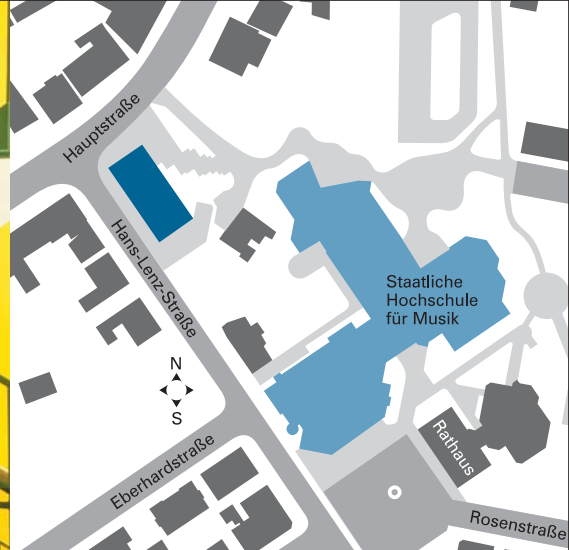 Hauptstraße
Hans-Lenz-Straße
Staatliche
Hochschule
für Musik
N
S
Eberhardstraße
Rathaus
Rosenstraße